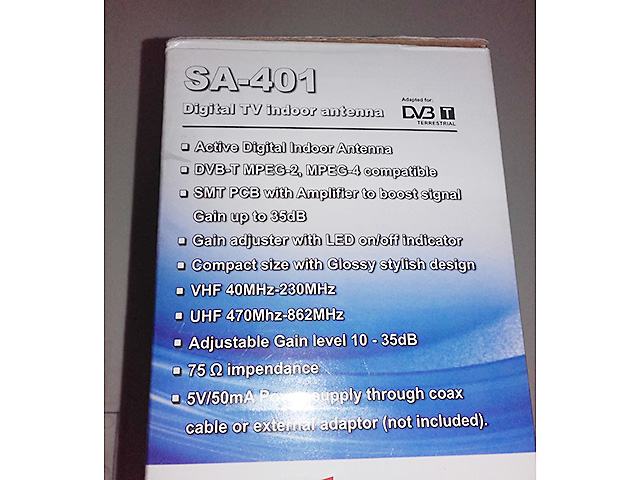 SA-401
Digital TV indoor antenna
Adapted for:
DVB T
TERRESTRIAL
Active Digital Indoor Antenna
DVB-T MPEG-2, MPEG-4 compatible
SMT PCB with Amplifier to boost signal
Gain up to 35dB
Gain adjuster with LED on/off indicator
Compact size with Glossy stylish design
VHF 40MHz-230MHz
UHF 470Mhz-862MHz
Adjustable Gain level 10 - 35dB
75 Ω impendance
5V/50mA Power supply through coax
cable or external adaptor (not included).